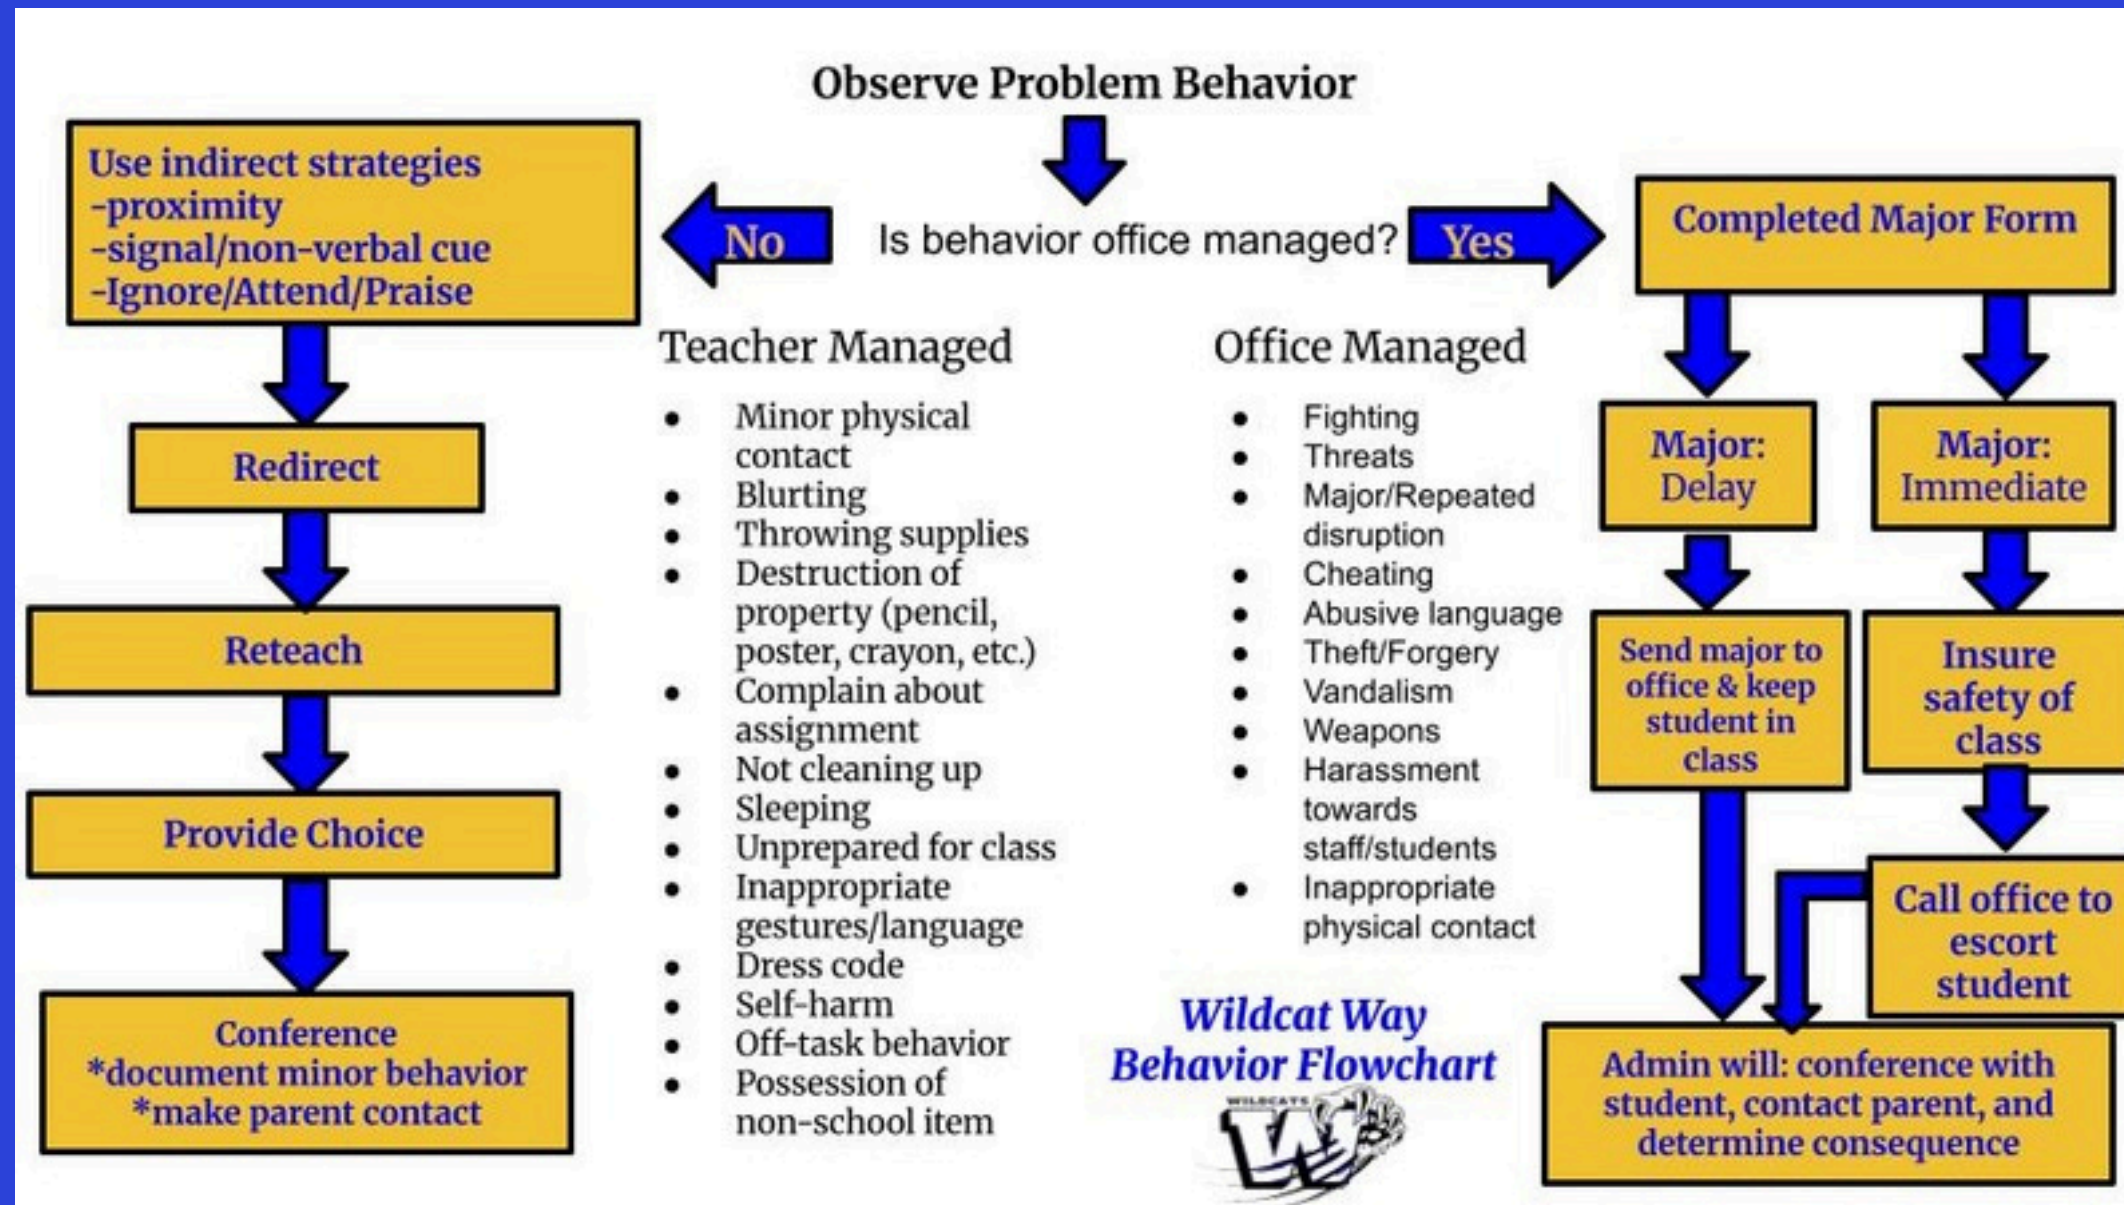 Observe Problem Behavior
Use indirect strategies
-proximity
-signal/non-verbal cue
-Ignore/Attend/Praise
No
Is behavior office managed?
Yes
Completed Major Form
Redirect
Reteach
Provide Choice
Conference
*document minor behavior
*make parent contact
Teacher Managed
● Minor physical
contact
● Blurting
● Throwing supplies
● Destruction of
property (pencil,
poster, crayon, etc.)
● Complain about
assignment
● Not cleaning up
● Sleeping
● Unprepared for class
● Inappropriate
gestures/language
● Dress code
● Self-harm
● Off-task behavior
● Possession of
non-school item
Office Managed
● Fighting
● Threats
● Major/Repeated
disruption
● Cheating
● Abusive language
● Theft/Forgery
● Vandalism
● Weapons
● Harassment
towards
staff/students
● Inappropriate
physical contact
Wildcat Way
Behavior Flowchart
WILDCATS
W
Major:
Delay
Send major to
office & keep
student in
class
Major:
Immediate
Insure
safety of
class
Call office to
escort
student
Admin will: conference with
student, contact parent, and
determine consequence